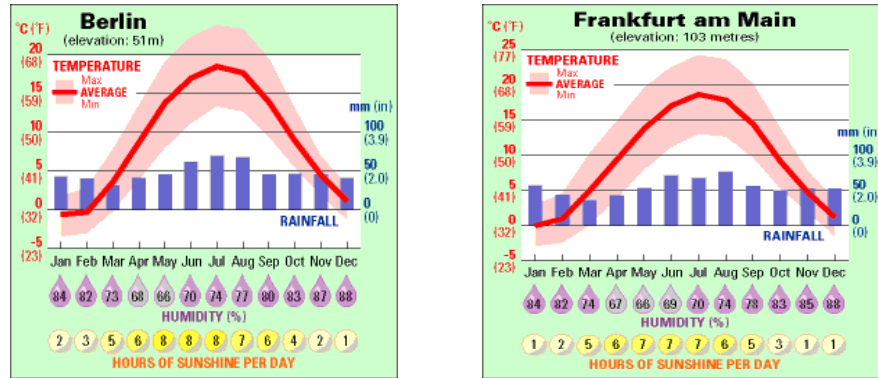 Berlin
(elevation: 51m)
°C (°F)
20
(68)
15
(59)
10
(50)
5
(41)
0
(32)
-5
(23)
TEMPERATURE
Max
AVERAGE
Min
mm (in)
100
(3.9)
50
(2.0)
0
(0)
RAINFALL
Jan Feb Mar Apr May Jun Jul Aug Sep Oct Nov Dec
84 82 73 68 66 70 74 77 80 83 87 88
HUMIDITY (%)
2 3 5 6 8 8 8 7 6 4 2 1
HOURS OF SUNSHINE PER DAY
Frankfurt am Main
(elevation: 103 metres)
°C (°F)
25
(77)
20
(68)
15
(59)
10
(50)
5
(41)
0
(32)
-5
(23)
TEMPERATURE
Max
AVERAGE
Min
mm (in)
100
(3.9)
50
(2.0)
0
(0)
RAINFALL
Jan Feb Mar Apr May Jun Jul Aug Sep Oct Nov Dec
84 82 74 67 66 69 70 74 78 83 85 88
HUMIDITY (%)
1 2 5 6 7 7 7 6 5 3 1 1
HOURS OF SUNSHINE PER DAY